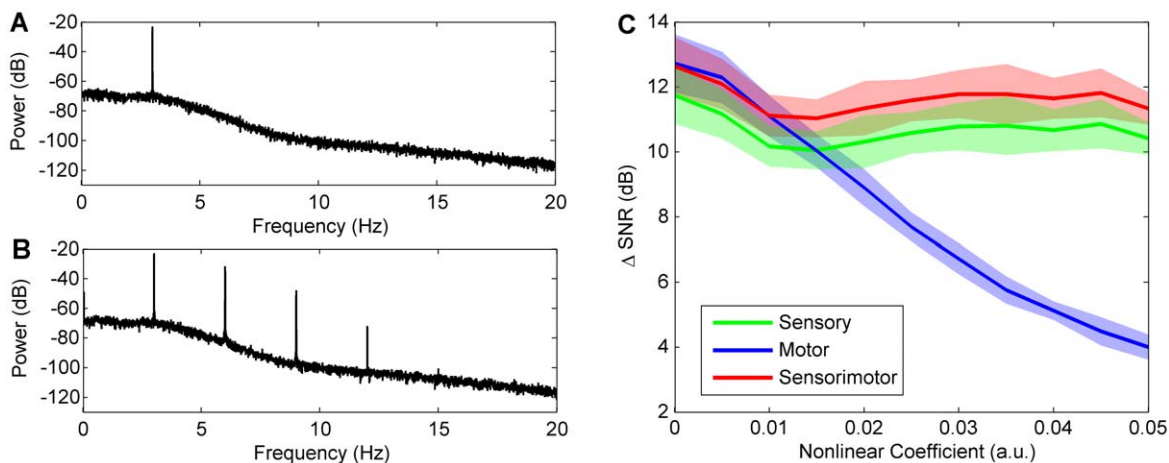 A
Power (dB)
-20
-40
-60
-80
-100
-120
0 5 10 15 20
Frequency (Hz)
B
Power (dB)
-20
-40
-60
-80
-100
-120
0 5 10 15 20
Frequency (Hz)
C
Δ SNR (dB)
14
12
10
8
6
4
2
Sensory
Motor
Sensorimotor
0 0.01 0.02 0.03 0.04 0.05
Nonlinear Coefficient (a.u.)